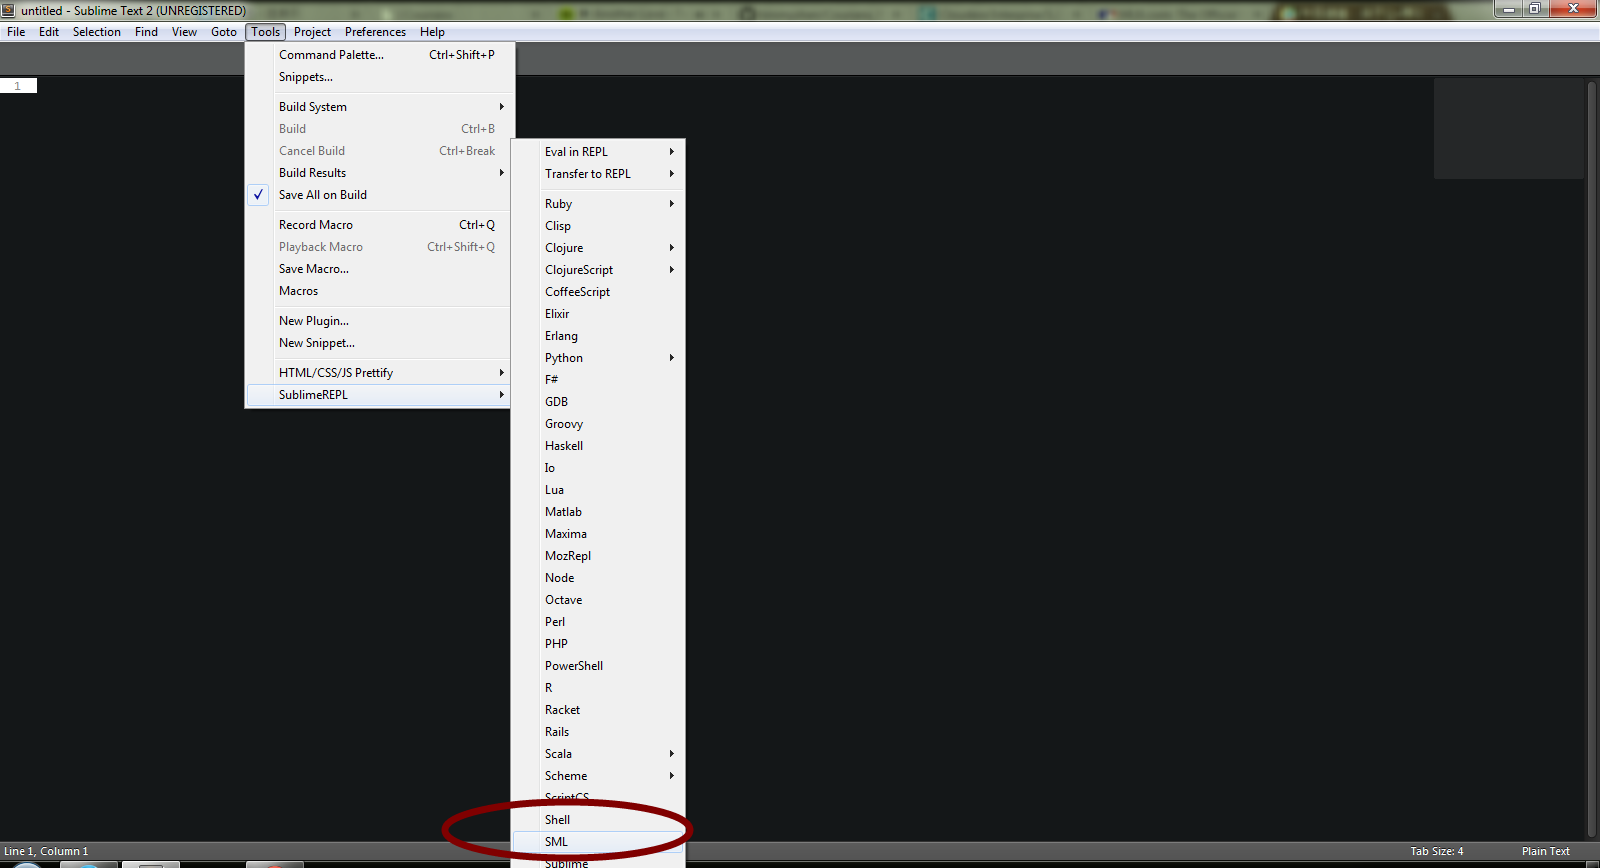 untitled - Sublime Text 2 (UNREGISTERED)
File Edit Selection Find View Goto Tools Project Preferences Help
Command Palette... Ctrl+Shift+P
Snippets...
1
Build System
Build Ctrl+B
Cancel Build Ctrl+Break
Build Results
Save All on Build
Record Macro Ctrl+Q
Playback Macro Ctrl+Shift+Q
Save Macro...
Macros
New Plugin...
New Snippet...
HTML/CSS/JS Prettify
SublimeREPL
Eval in REPL
Transfer to REPL
Ruby
Clisp
Clojure
ClojureScript
CoffeeScript
Elixir
Erlang
Python
F#
GDB
Groovy
Haskell
Io
Lua
Matlab
Maxima
MozRepl
Node
Octave
Perl
PHP
PowerShell
R
Racket
Rails
Scala
Scheme
ScriptCS
Shell
SML
Sublime
Line 1, Column 1 Tab Size: 4 Plain Text